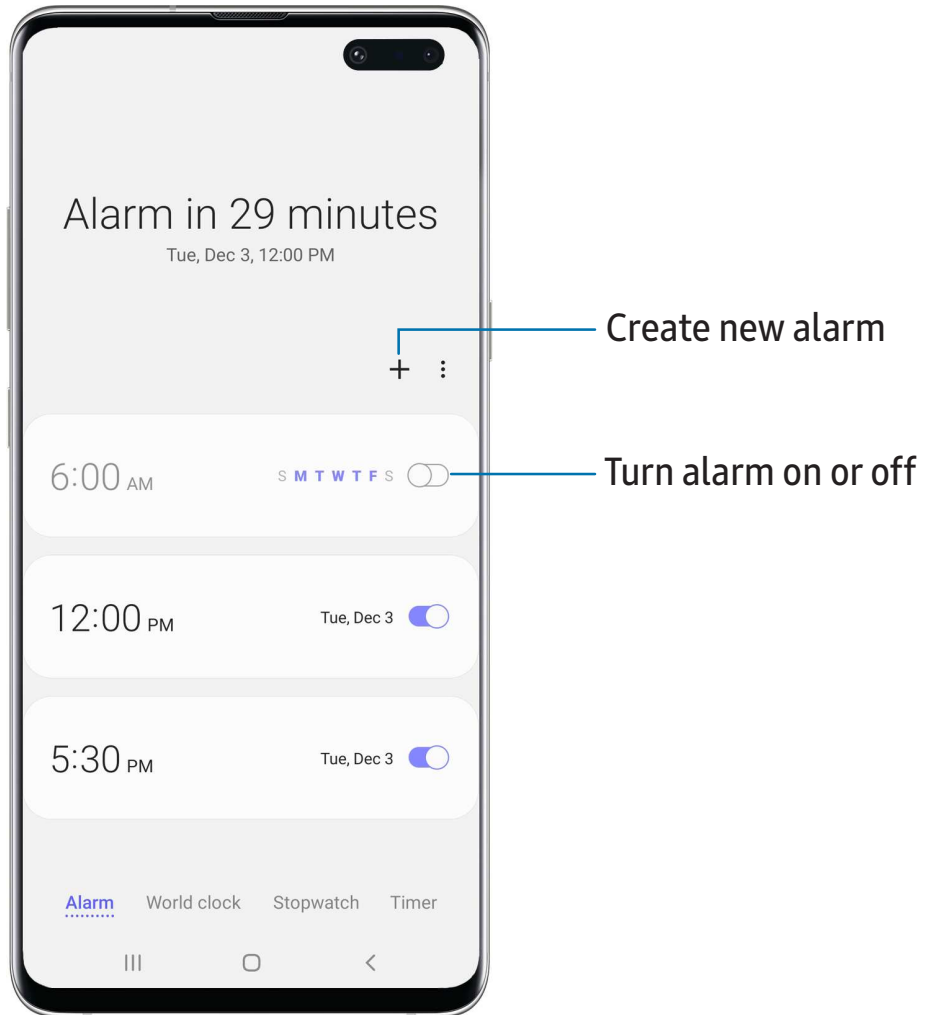 Alarm in 29 minutes
Tue, Dec 3, 12:00 PM
Create new alarm
6:00 AM S M T W T F S
Turn alarm on or off
12:00 PM Tue, Dec 3
5:30 PM Tue, Dec 3
Alarm World clock Stopwatch Timer